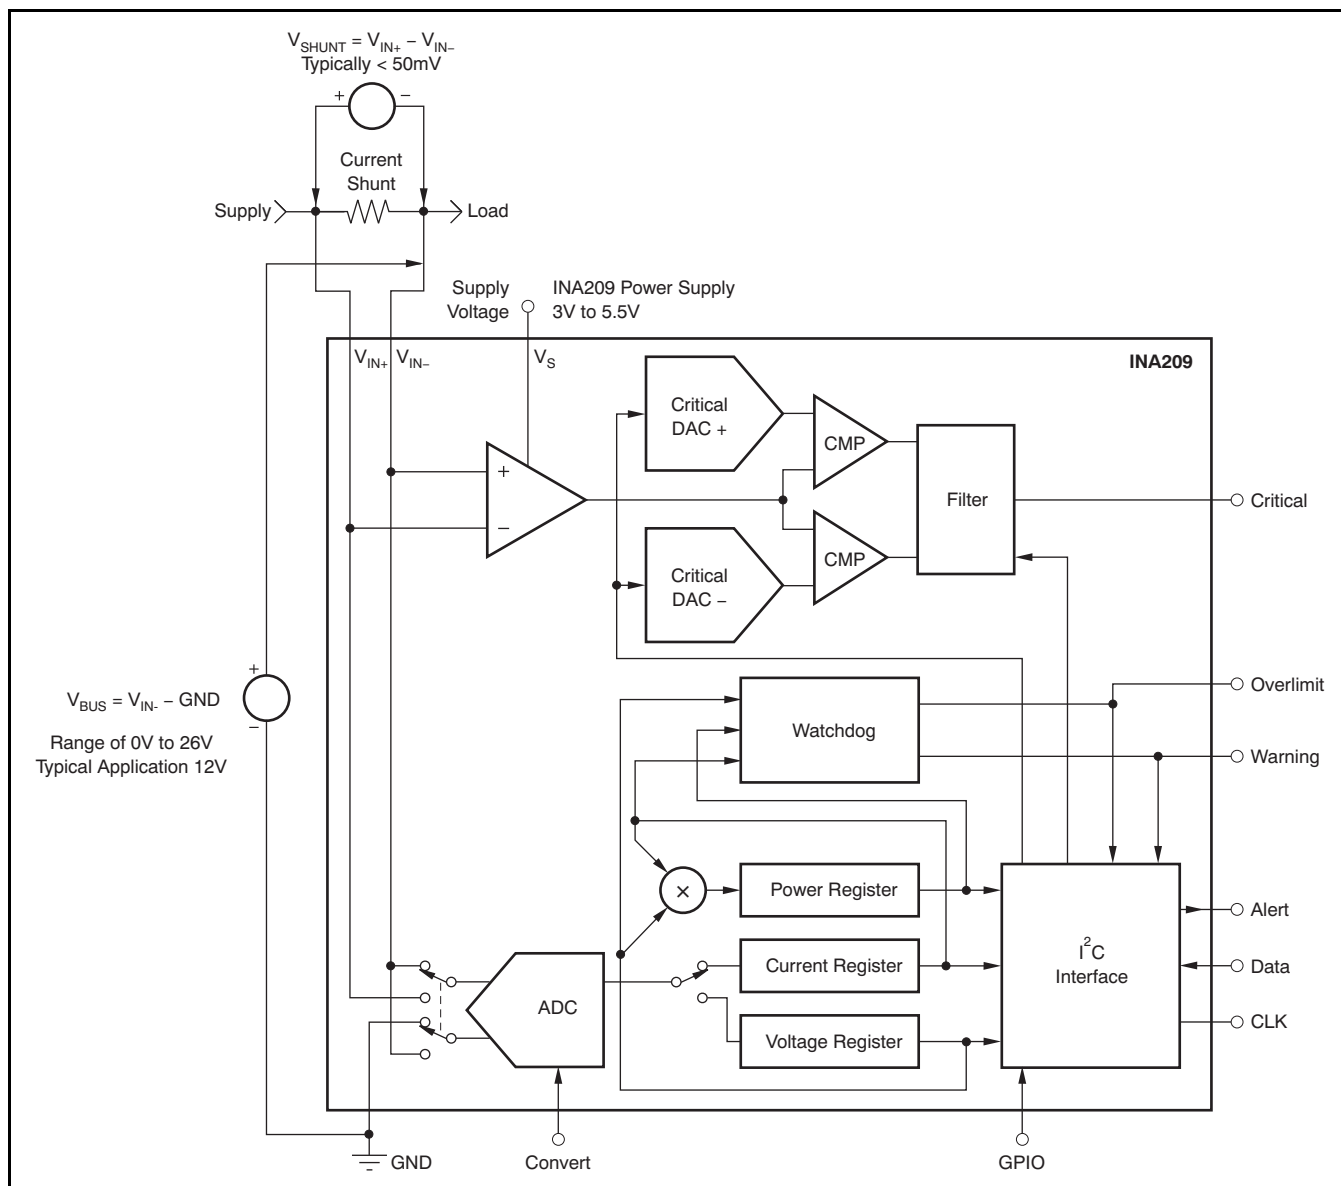 V_SHUNT = V_IN+ − V_IN−
Typically < 50mV
+ −
Current
Shunt
Supply
Load
Supply
Voltage
INA209 Power Supply
3V to 5.5V
V_IN+ V_IN−
V_S
INA209
Critical
DAC +
CMP
+
−
Filter
Critical
Critical
DAC −
CMP
+
−
V_BUS = V_IN- − GND
Range of 0V to 26V
Typical Application 12V
Watchdog
Overlimit
Warning
×
Power Register
Current Register
Voltage Register
ADC
I²C
Interface
Alert
Data
CLK
GND
Convert
GPIO